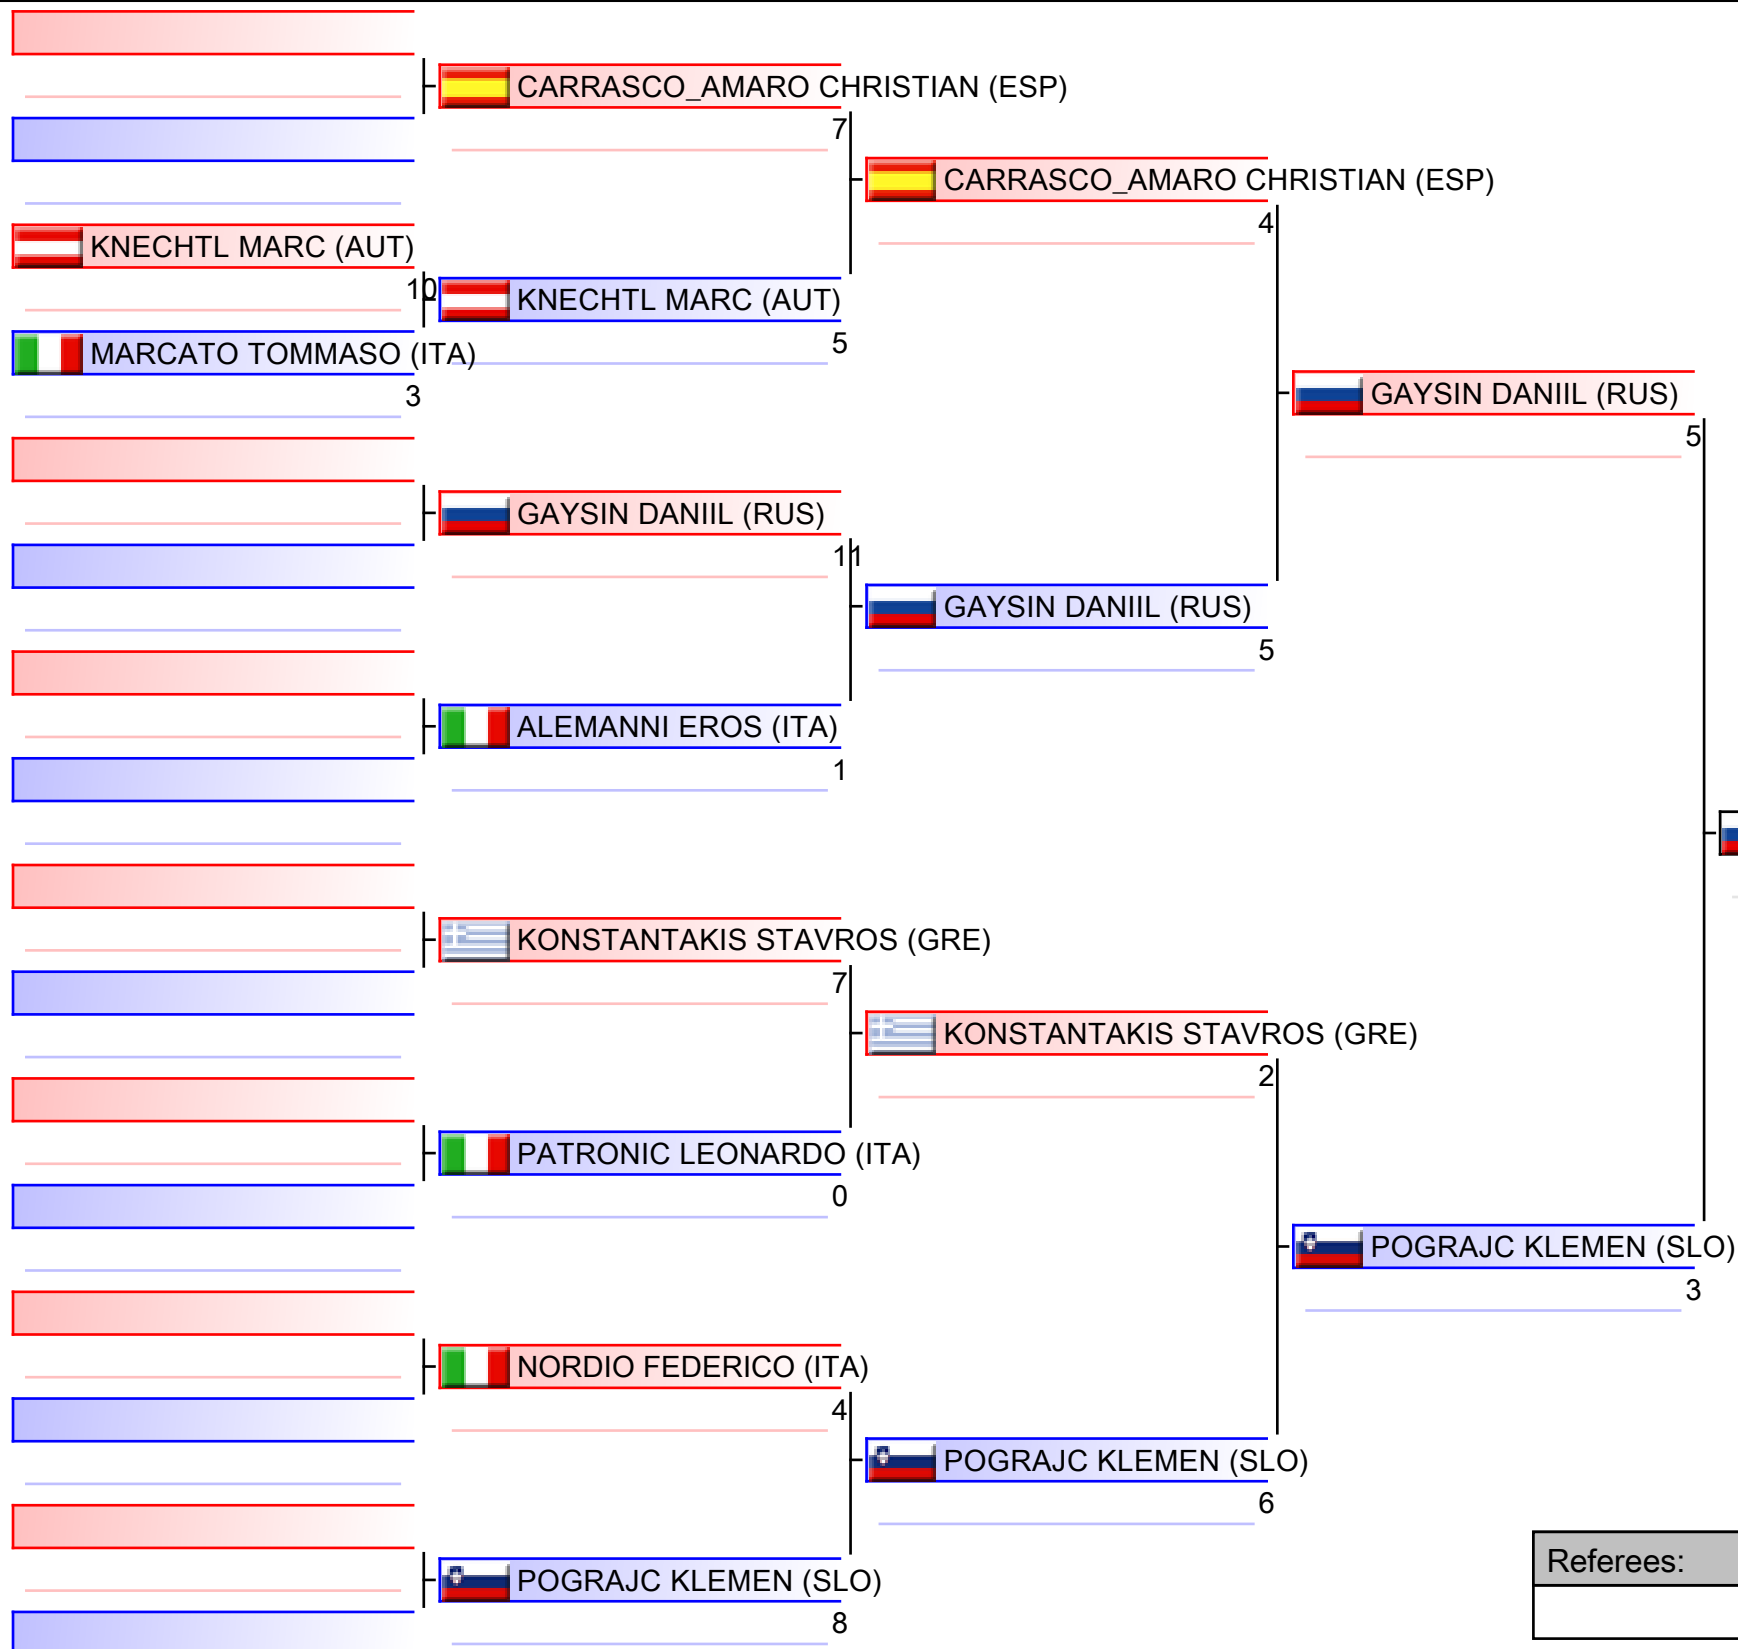 CARRASCO_AMARO CHRISTIAN (ESP)
7
CARRASCO_AMARO CHRISTIAN (ESP)
4
KNECHTL MARC (AUT)
10
KNECHTL MARC (AUT)
5
MARCATO TOMMASO (ITA)
3
GAYSIN DANIIL (RUS)
5
GAYSIN DANIIL (RUS)
11
GAYSIN DANIIL (RUS)
5
ALEMANNI EROS (ITA)
1
KONSTANTAKIS STAVROS (GRE)
7
KONSTANTAKIS STAVROS (GRE)
2
PATRONIC LEONARDO (ITA)
0
POGRAJC KLEMEN (SLO)
3
NORDIO FEDERICO (ITA)
4
POGRAJC KLEMEN (SLO)
6
Referees:
POGRAJC KLEMEN (SLO)
8